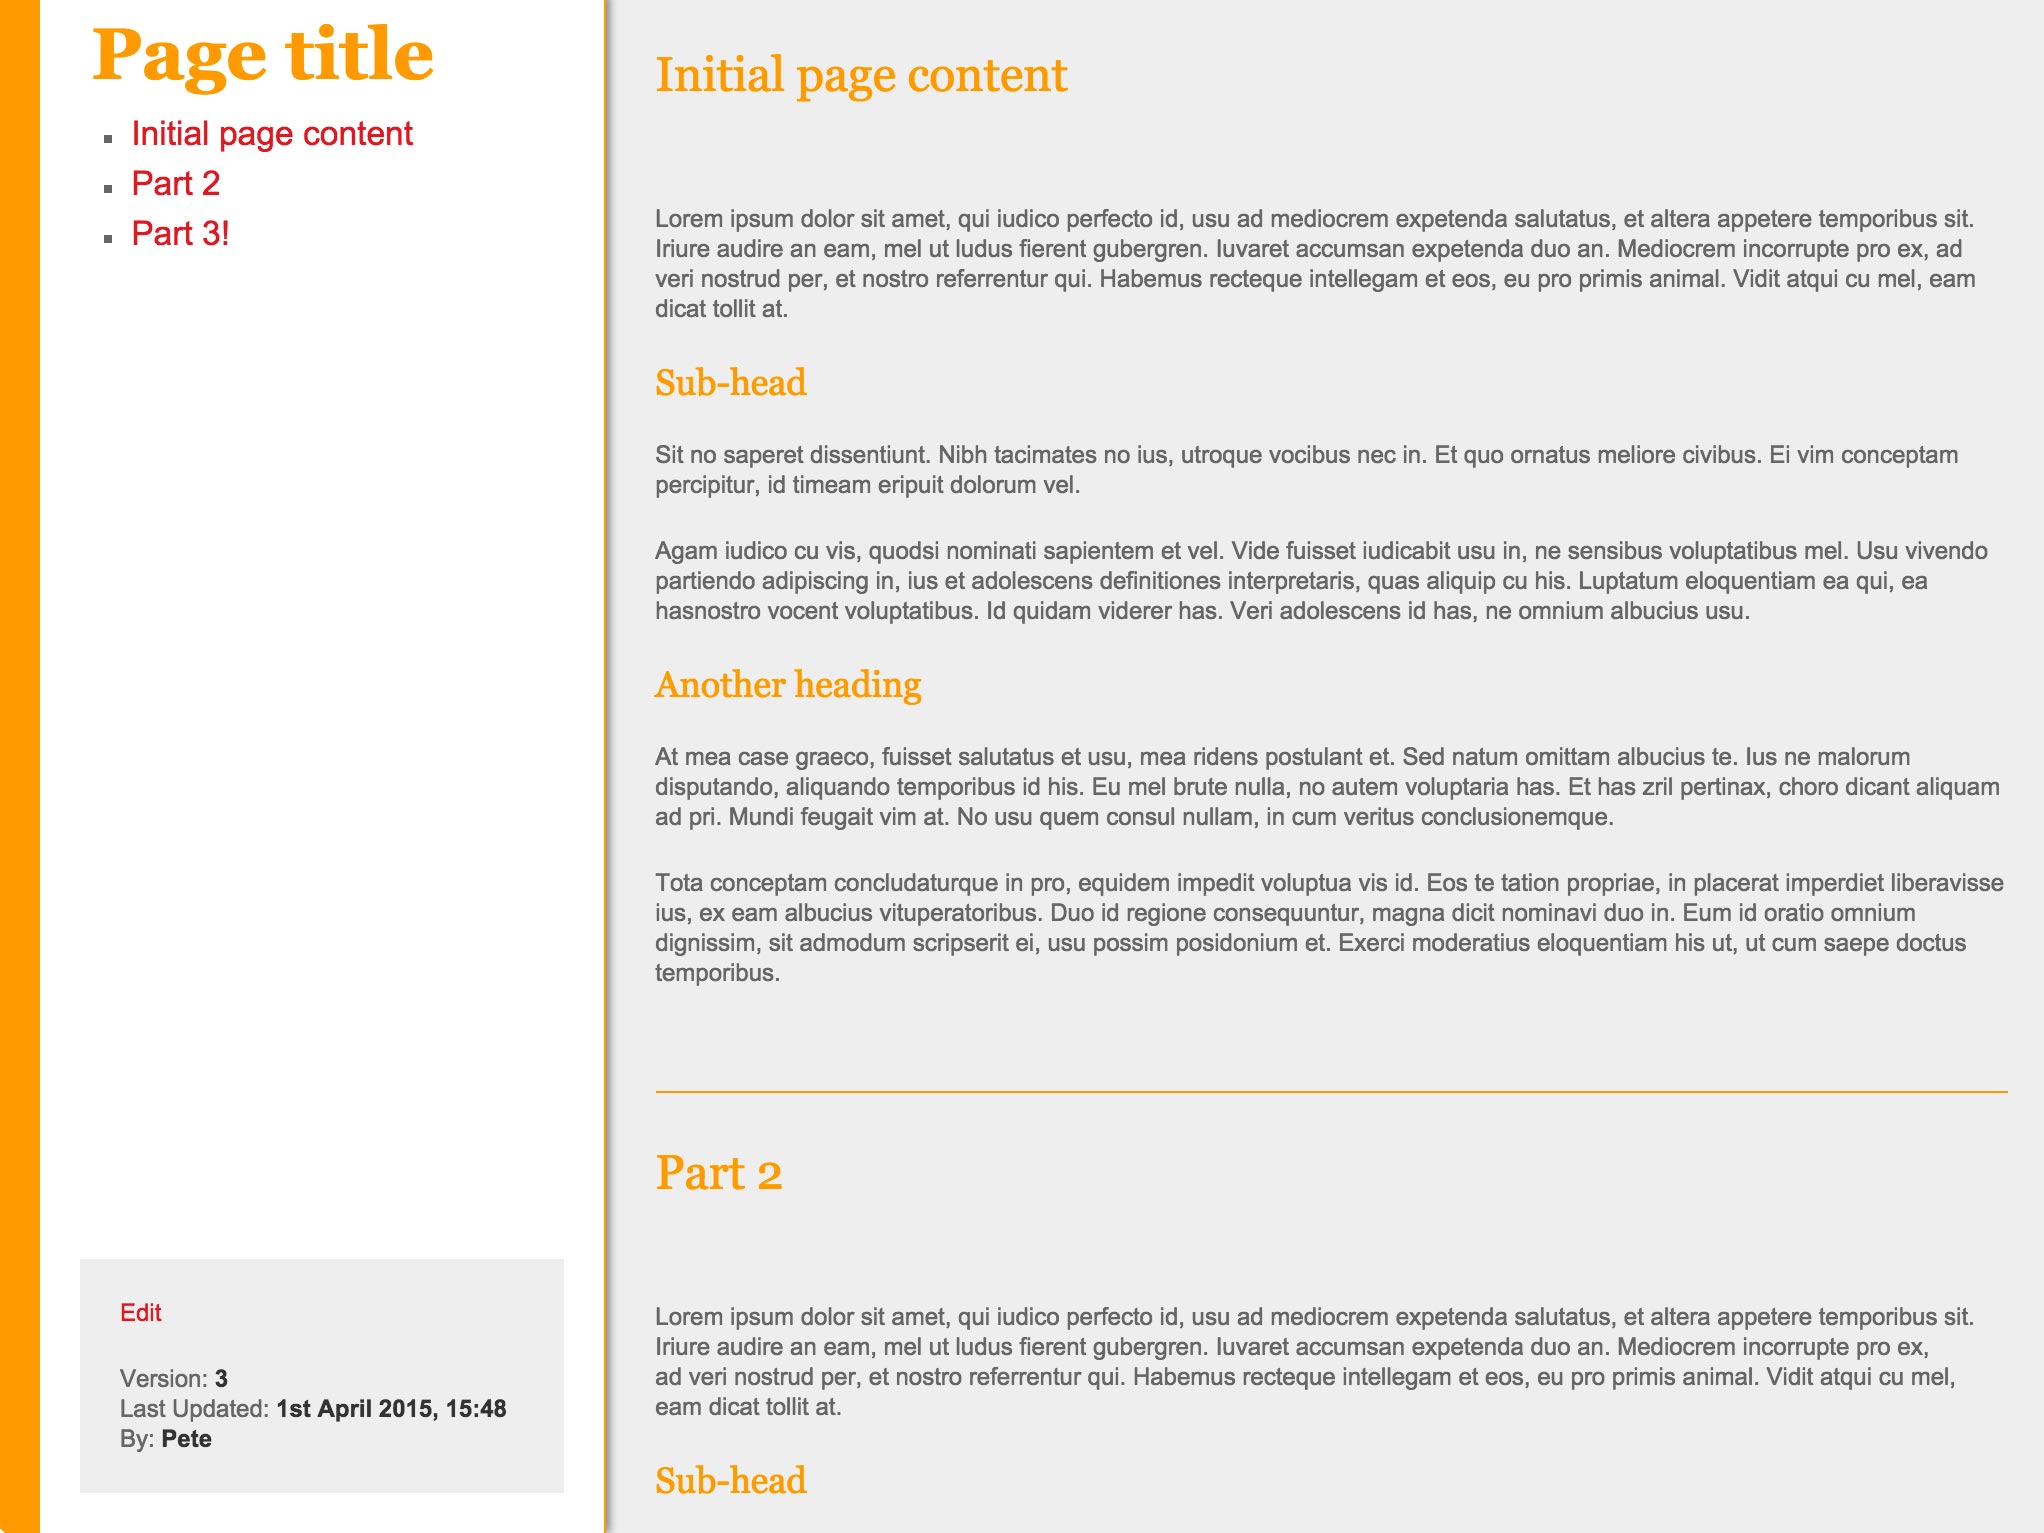 Page title
Initial page content
Part 2
Part 3!
Edit
Version: 3
Last Updated: 1st April 2015, 15:48
By: Pete
Initial page content
Lorem ipsum dolor sit amet, qui iudico perfecto id, usu ad mediocrem expetenda salutatus, et altera appetere temporibus sit.
Iriure audire an eam, mel ut ludus fierent gubergren. Iuvaret accumsan expetenda duo an. Mediocrem incorrupte pro ex, ad
veri nostrud per, et nostro referrentur qui. Habemus recteque intellegam et eos, eu pro primis animal. Vidit atqui cu mel, eam
dicat tollit at.
Sub-head
Sit no saperet dissentiunt. Nibh tacimates no ius, utroque vocibus nec in. Et quo ornatus meliore civibus. Ei vim conceptam
percipitur, id timeam eripuit dolorum vel.
Agam iudico cu vis, quodsi nominati sapientem et vel. Vide fuisset iudicabit usu in, ne sensibus voluptatibus mel. Usu vivendo
partiendo adipiscing in, ius et adolescens definitiones interpretaris, quas aliquip cu his. Luptatum eloquentiam ea qui, ea
hasnostro vocent voluptatibus. Id quidam viderer has. Veri adolescens id has, ne omnium albucius usu.
Another heading
At mea case graeco, fuisset salutatus et usu, mea ridens postulant et. Sed natum omittam albucius te. Ius ne malorum
disputando, aliquando temporibus id his. Eu mel brute nulla, no autem voluptaria has. Et has zril pertinax, choro dicant aliquam
ad pri. Mundi feugait vim at. No usu quem consul nullam, in cum veritus conclusionemque.
Tota conceptam concludaturque in pro, equidem impedit voluptua vis id. Eos te tation propriae, in placerat imperdiet liberavisse
ius, ex eam albucius vituperatoribus. Duo id regione consequuntur, magna dicit nominavi duo in. Eum id oratio omnium
dignissim, sit admodum scripserit ei, usu possim posidonium et. Exerci moderatius eloquentiam his ut, ut cum saepe doctus
temporibus.
Part 2
Lorem ipsum dolor sit amet, qui iudico perfecto id, usu ad mediocrem expetenda salutatus, et altera appetere temporibus sit.
Iriure audire an eam, mel ut ludus fierent gubergren. Iuvaret accumsan expetenda duo an. Mediocrem incorrupte pro ex,
ad veri nostrud per, et nostro referrentur qui. Habemus recteque intellegam et eos, eu pro primis animal. Vidit atqui cu mel,
eam dicat tollit at.
Sub-head